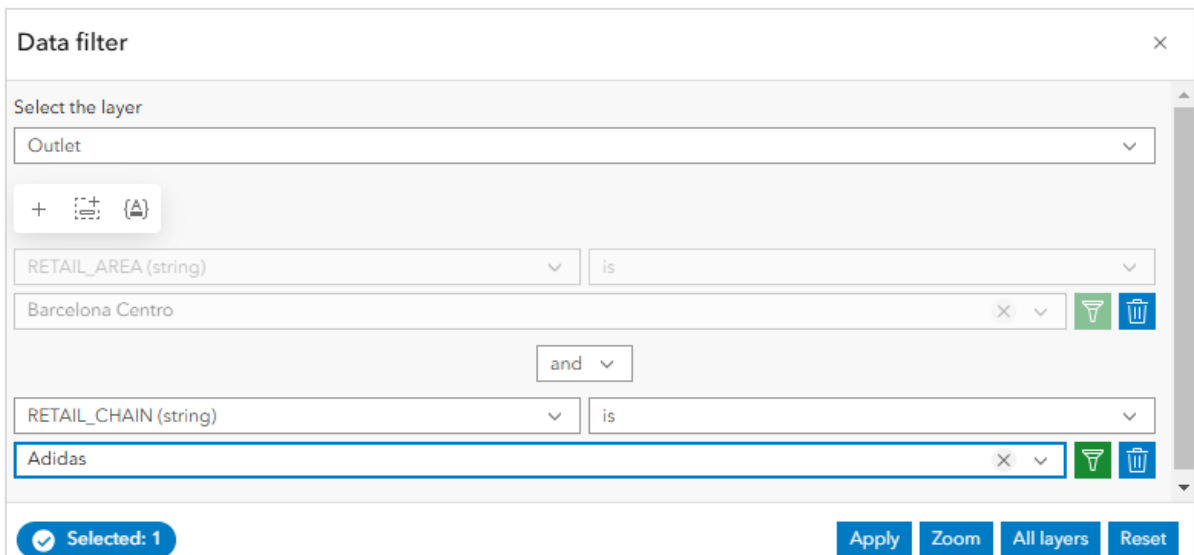 Data filter
Select the layer
Outlet
{A}
RETAIL_AREA (string) is
Barcelona Centro
and
RETAIL_CHAIN (string) is
Adidas
Selected: 1 Apply Zoom All layers Reset